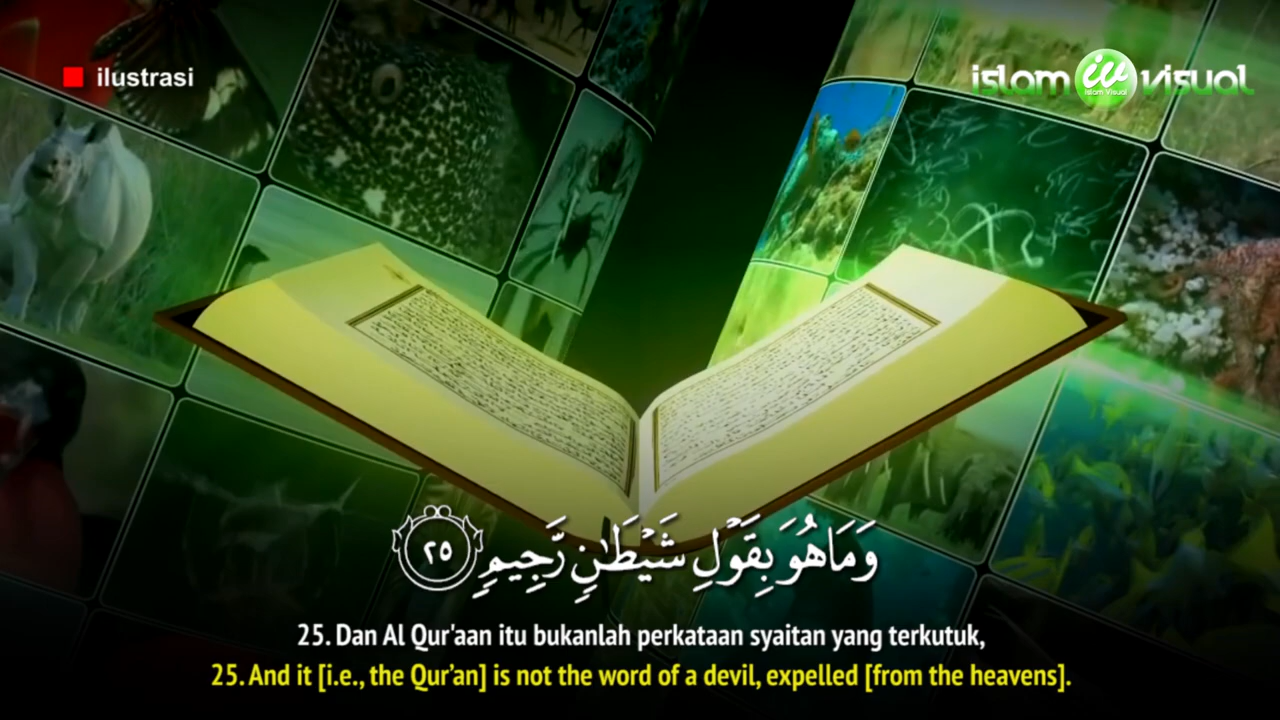 ilustrasi
islam iv visual
Islam Visual
وَمَا هُوَ بِقَوْلِ شَيْطَٰنٍ رَّجِيمٍ ٢٥
25. Dan Al Qur'aan itu bukanlah perkataan syaitan yang terkutuk,
25. And it [i.e., the Qur’an] is not the word of a devil, expelled [from the heavens].